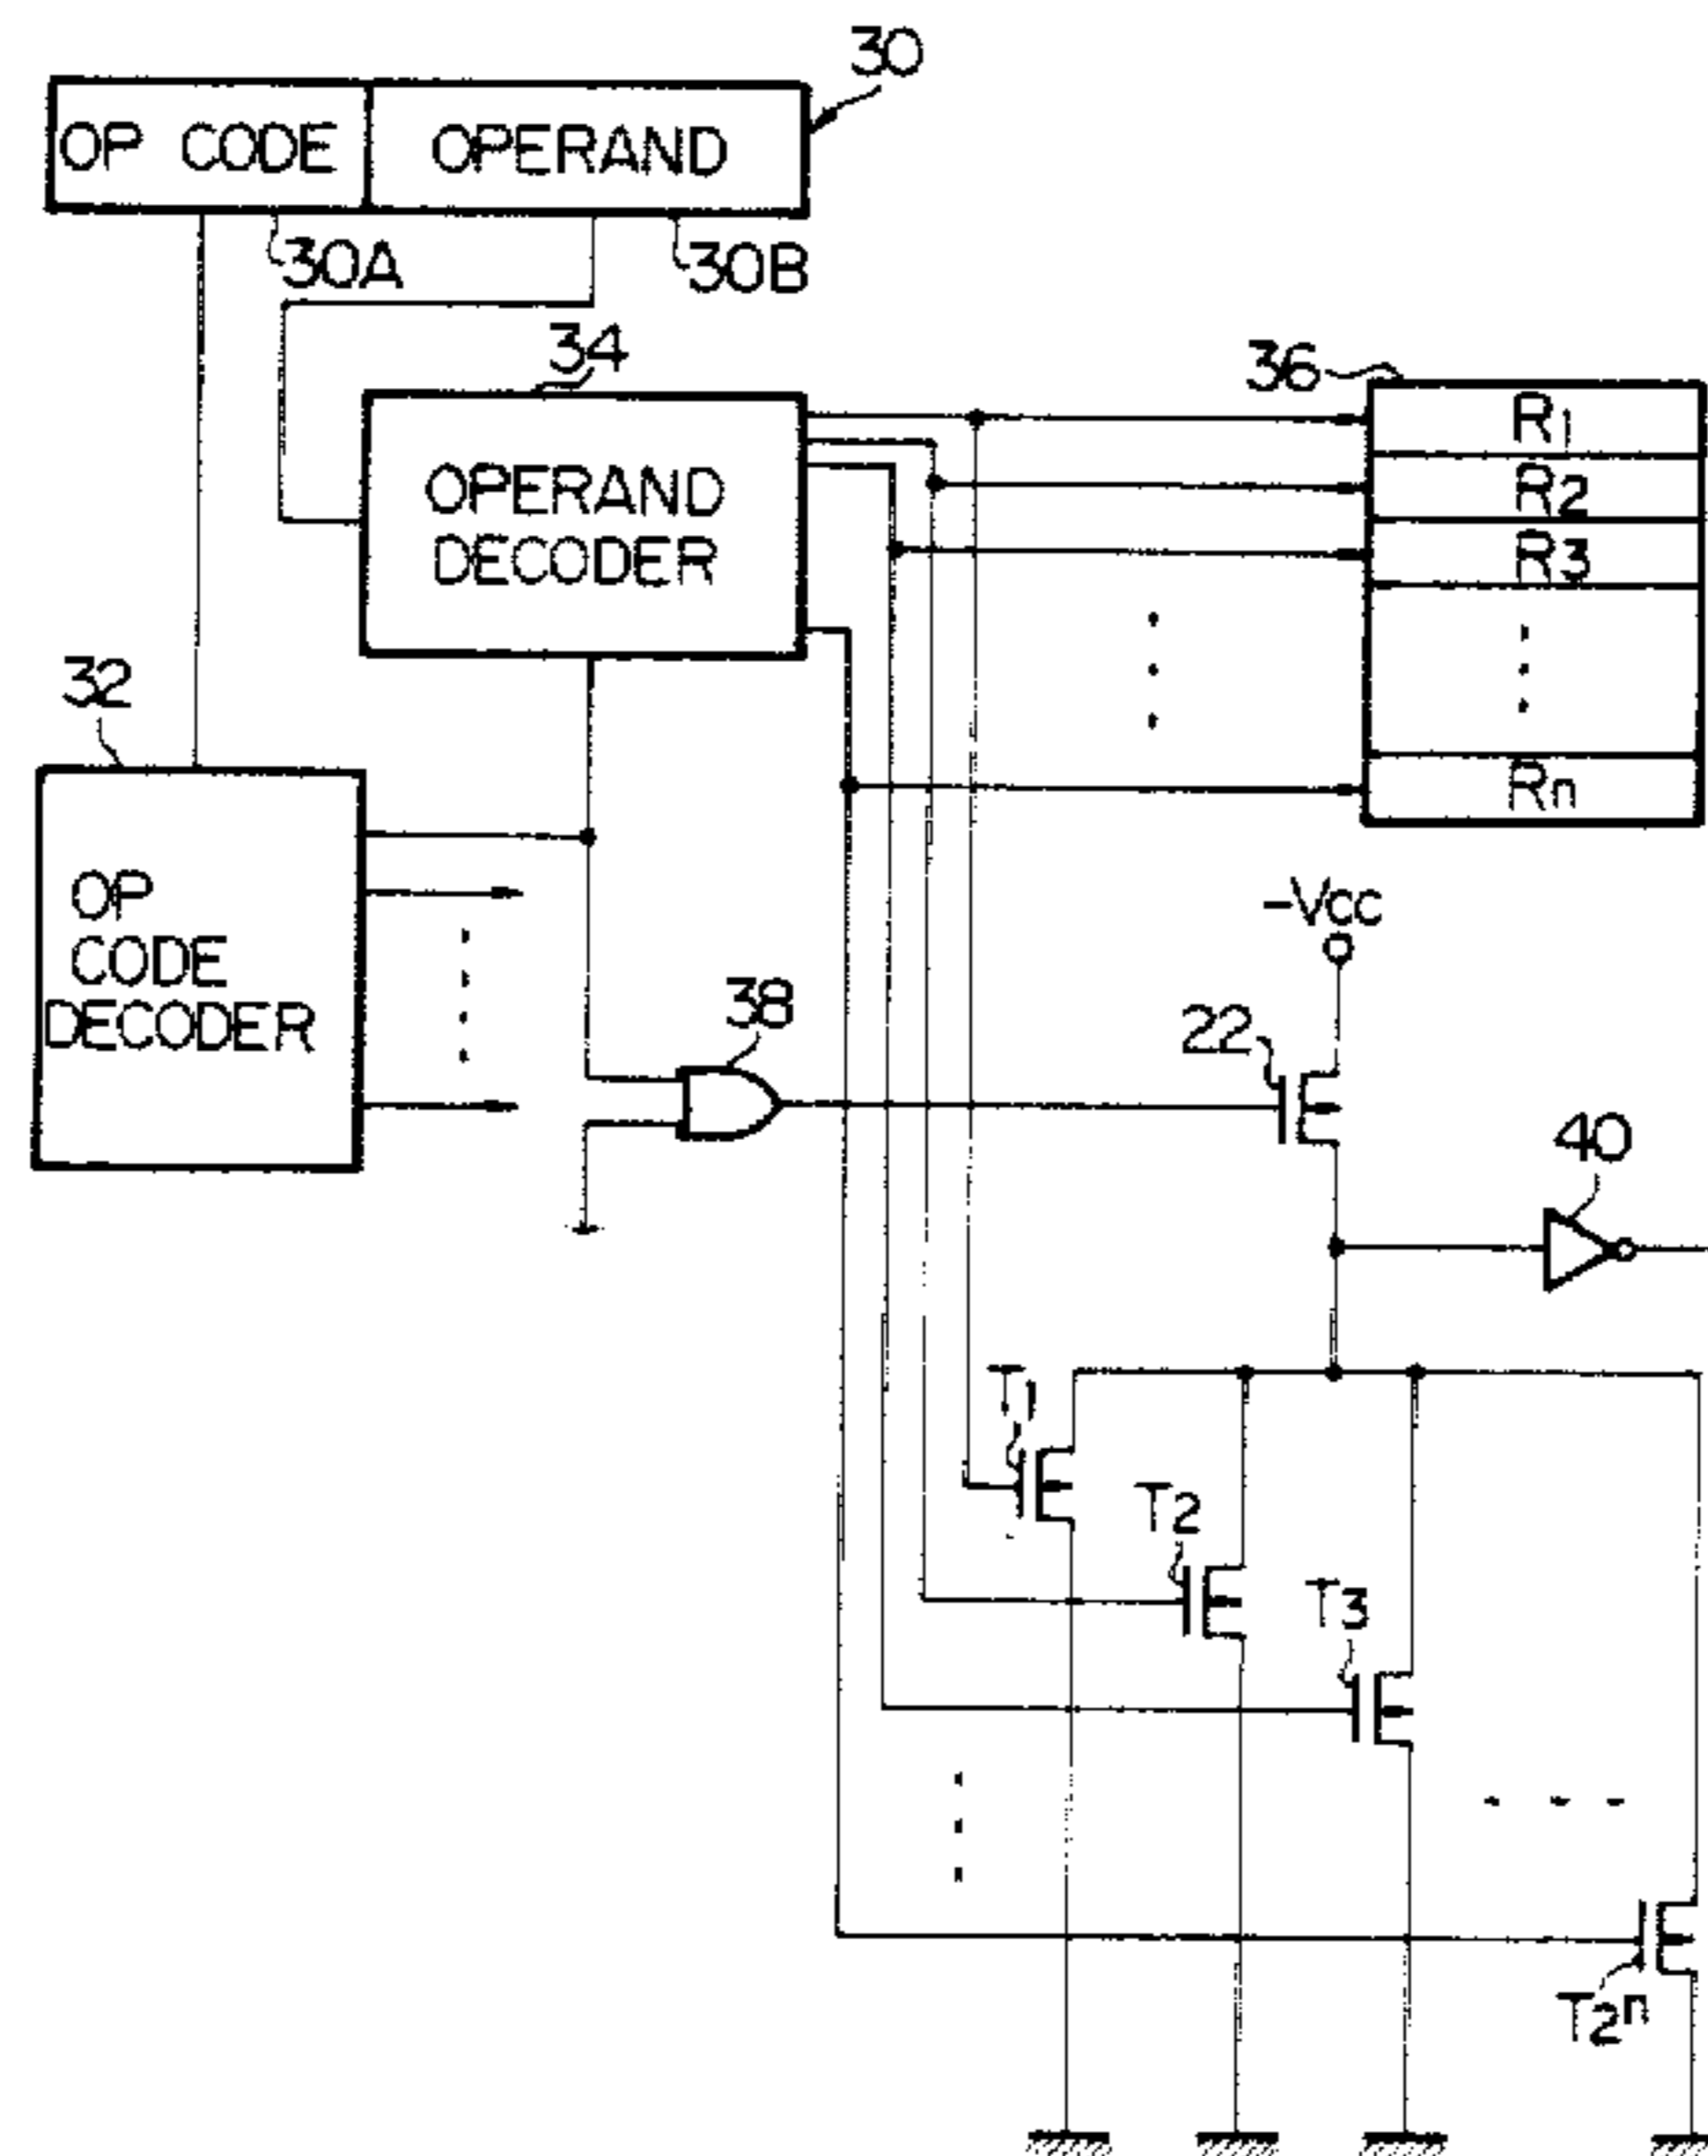 30
OP CODE OPERAND
30A 30B
34
36
R1
OPERAND
DECODER
R2
R3
32
Rn
-Vcc
OP
CODE
DECODER
38
22
40
T1
T2
T3
T2n